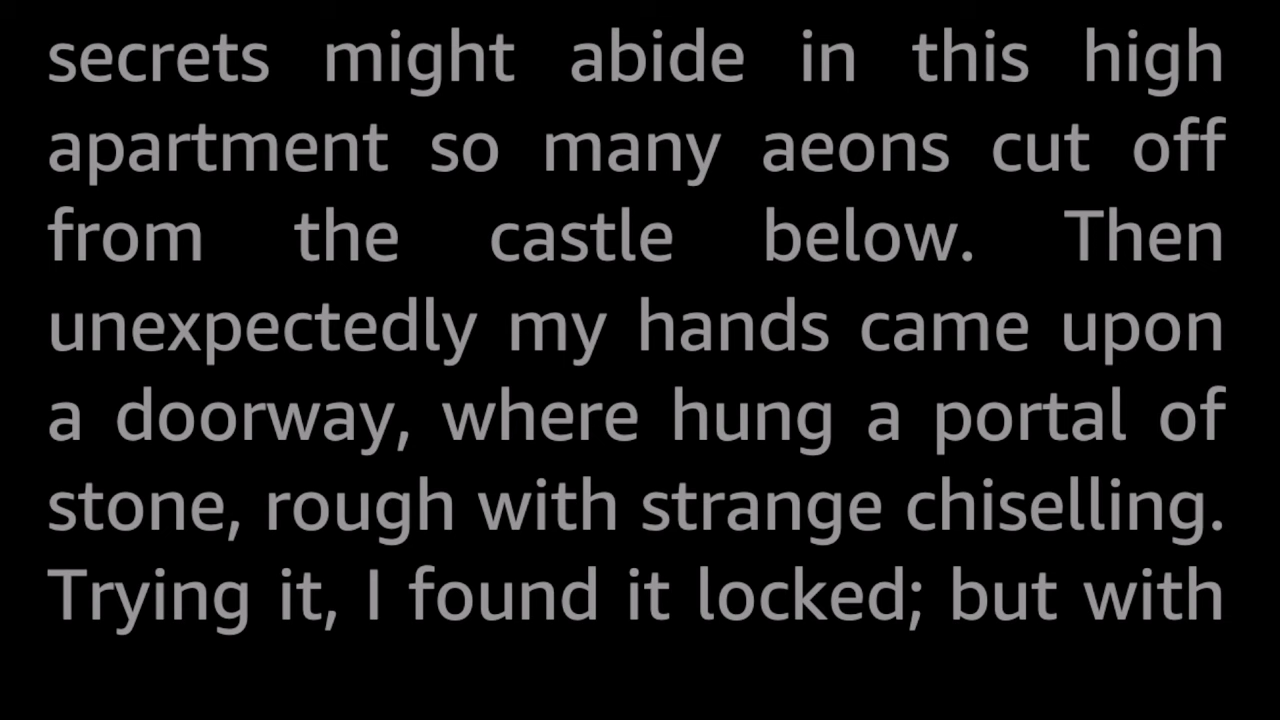 secrets might abide in this high
apartment so many aeons cut off
from the castle below. Then
unexpectedly my hands came upon
a doorway, where hung a portal of
stone, rough with strange chiselling.
Trying it, I found it locked; but with